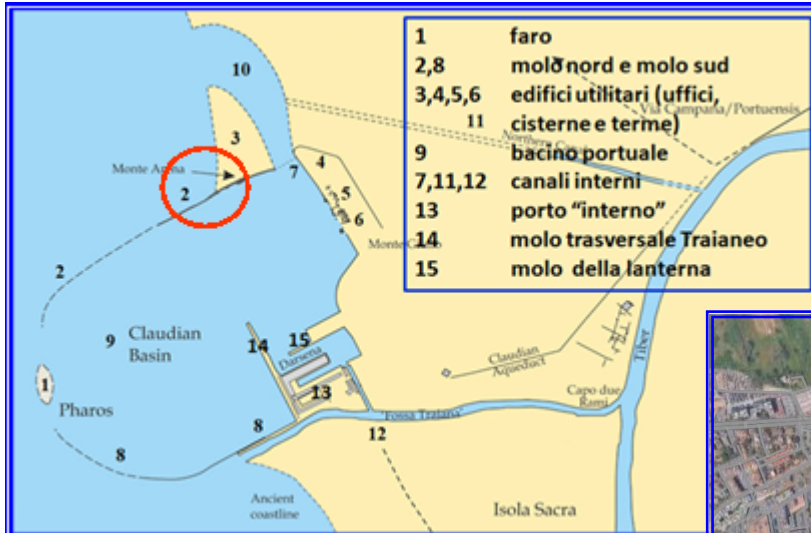 1 faro
2,8 molo nord e molo sud
3,4,5,6 edifici utilitari (uffici,
11 cisterne e terme)
9 bacino portuale
7,11,12 canali interni
13 porto “interno”
14 molo trasversale Traianeo
15 molo della lanterna
Via Campana/Portuensis
Northern Canal
10
3
Monte Arena
4
7
5
2
6
Monte Giulio
2
9
Claudian
Basin
14
15
Darsena
Claudian
Aqueduct
Tiber
1
Pharos
13
Capo due
Rami
8
Fossa Traiana
12
8
Ancient
coastline
Isola Sacra